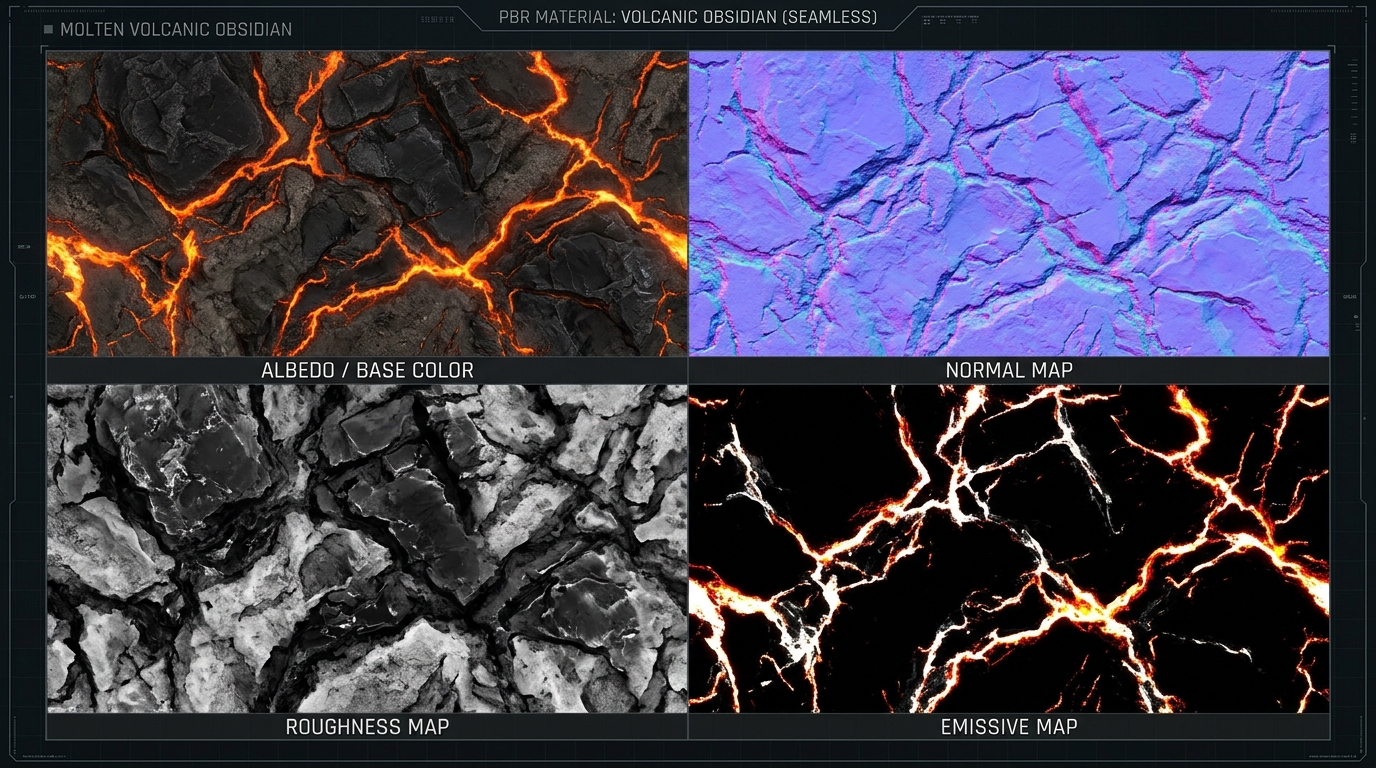 PBR MATERIAL: VOLCANIC OBSIDIAN (SEAMLESS)
MOLTEN VOLCANIC OBSIDIAN
ALBEDO / BASE COLOR
NORMAL MAP
ROUGHNESS MAP
EMISSIVE MAP